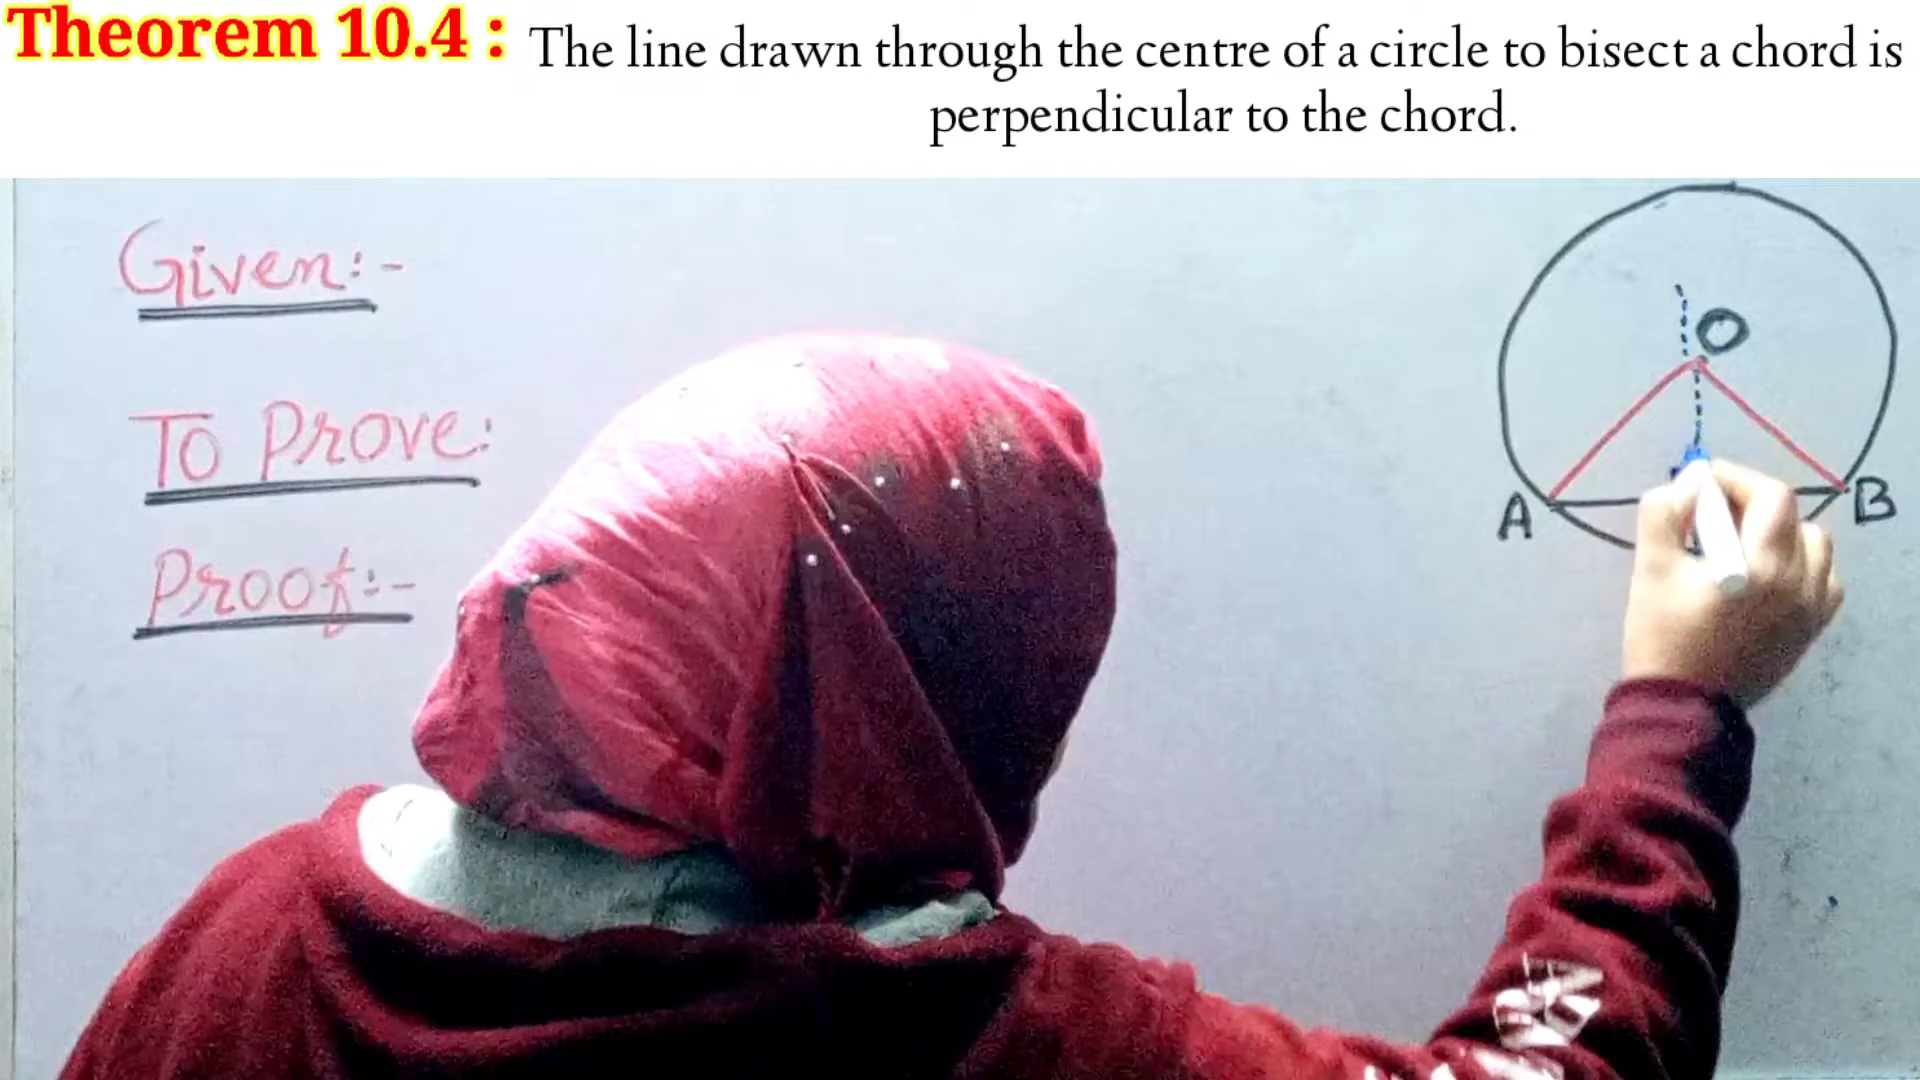 Theorem 10.4 : The line drawn through the centre of a circle to bisect a chord is
perpendicular to the chord.
Given:-
To Prove:
Proof:-
O
A
B